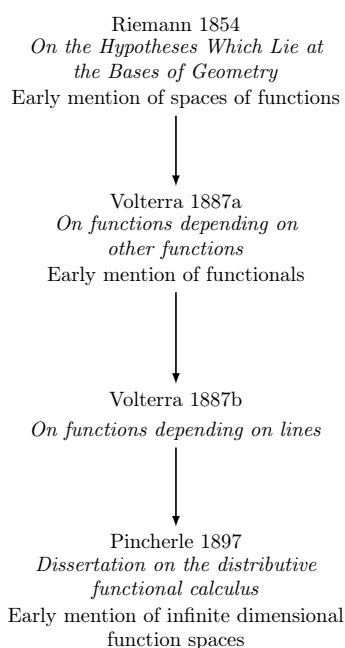 Riemann 1854
On the Hypotheses Which Lie at
the Bases of Geometry
Early mention of spaces of functions
Volterra 1887a
On functions depending on
other functions
Early mention of functionals
Volterra 1887b
On functions depending on lines
Pincherle 1897
Dissertation on the distributive
functional calculus
Early mention of infinite dimensional
function spaces